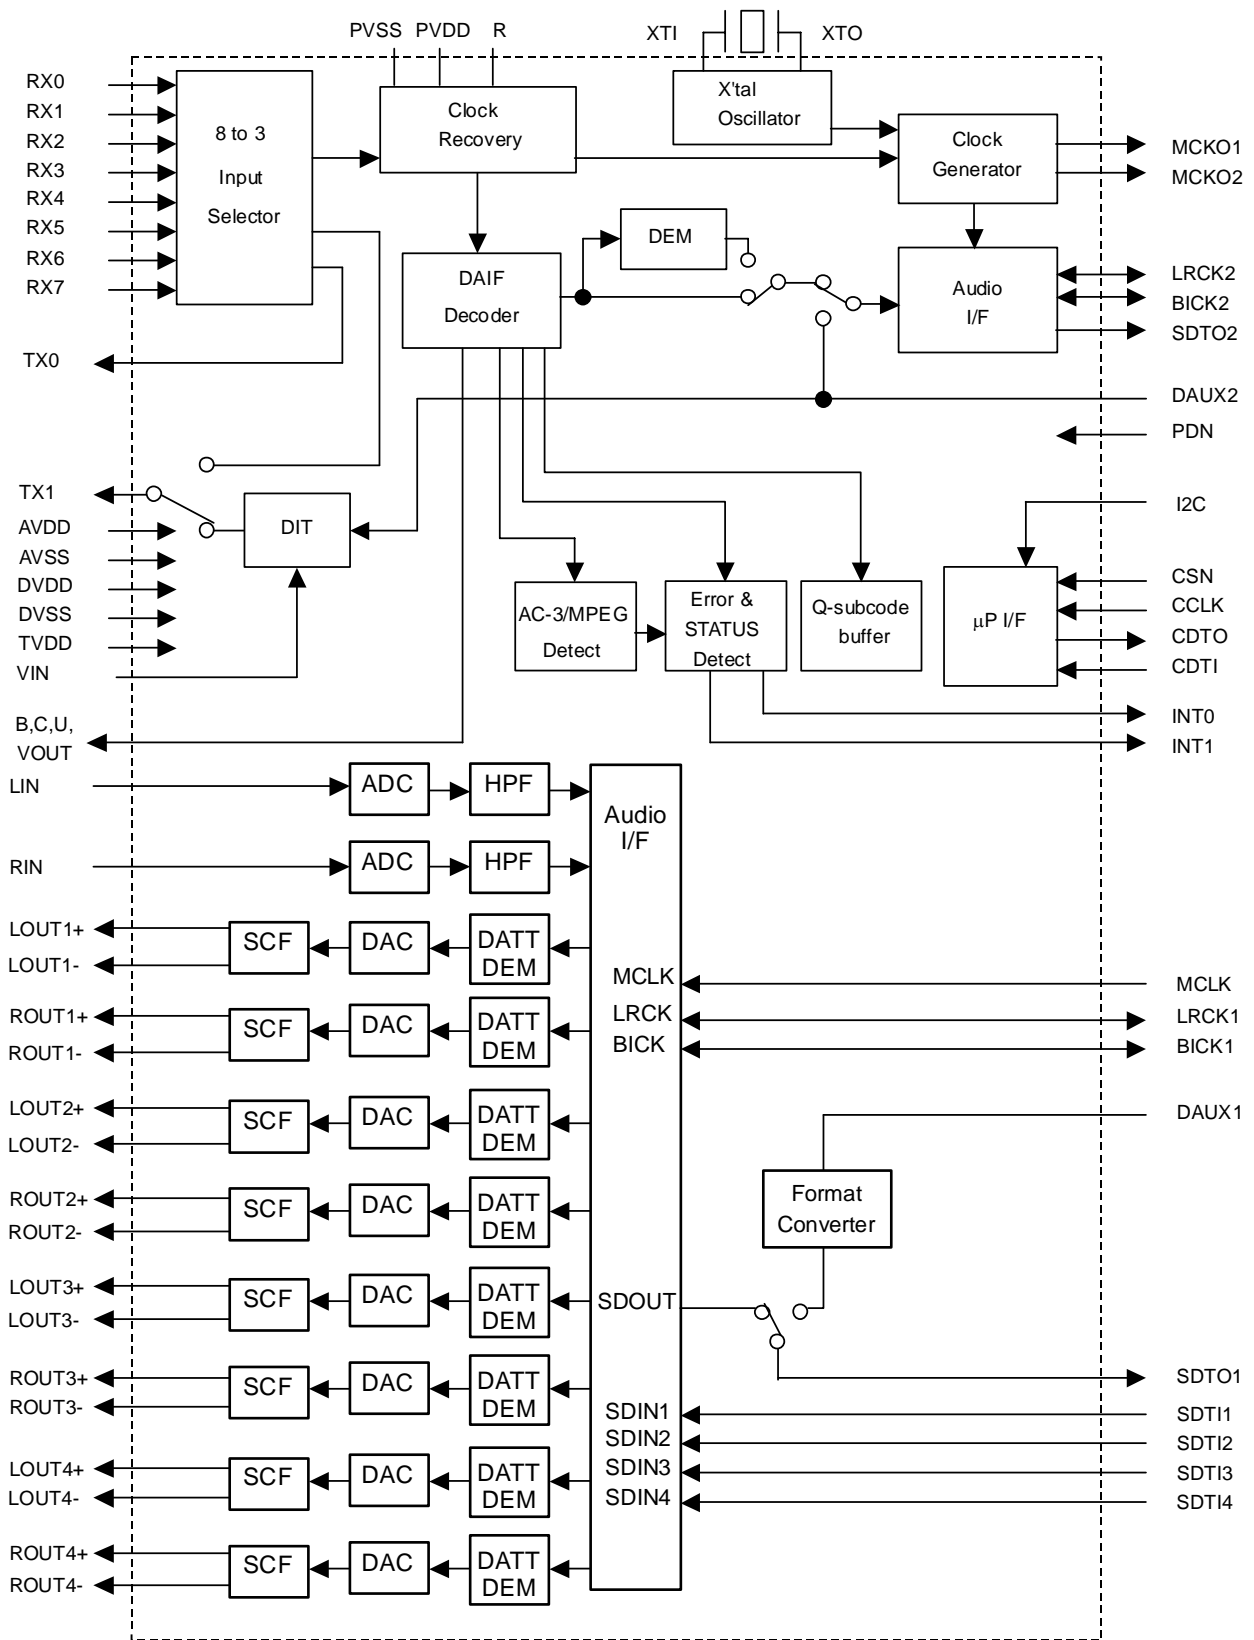 PVSS PVDD R
XTI XTO
RX0
RX1
RX2
RX3
RX4
RX5
RX6
RX7
8 to 3
Input
Selector
Clock
Recovery
X'tal
Oscillator
Clock
Generator
MCKO1
MCKO2
DEM
DAIF
Decoder
Audio
I/F
LRCK2
BICK2
SDTO2
TX0
DAUX2
PDN
TX1
AVDD
AVSS
DVDD
DVSS
TVDD
VIN
DIT
I2C
AC-3/MPEG
Detect
Error &
STATUS
Detect
Q-subcode
buffer
µP I/F
CSN
CCLK
CDTO
CDTI
B,C,U,
VOUT
INT0
INT1
LIN
ADC
HPF
Audio
I/F
RIN
ADC
HPF
LOUT1+
LOUT1-
SCF
DAC
DATT
DEM
MCLK
MCLK
ROUT1+
ROUT1-
SCF
DAC
DATT
DEM
LRCK
BICK
LRCK1
BICK1
LOUT2+
LOUT2-
SCF
DAC
DATT
DEM
DAUX1
ROUT2+
ROUT2-
SCF
DAC
DATT
DEM
Format
Converter
LOUT3+
LOUT3-
SCF
DAC
DATT
DEM
SDOUT
ROUT3+
ROUT3-
SCF
DAC
DATT
DEM
SDTO1
SDIN1
SDIN2
SDIN3
SDIN4
SDTI1
SDTI2
SDTI3
SDTI4
LOUT4+
LOUT4-
SCF
DAC
DATT
DEM
ROUT4+
ROUT4-
SCF
DAC
DATT
DEM